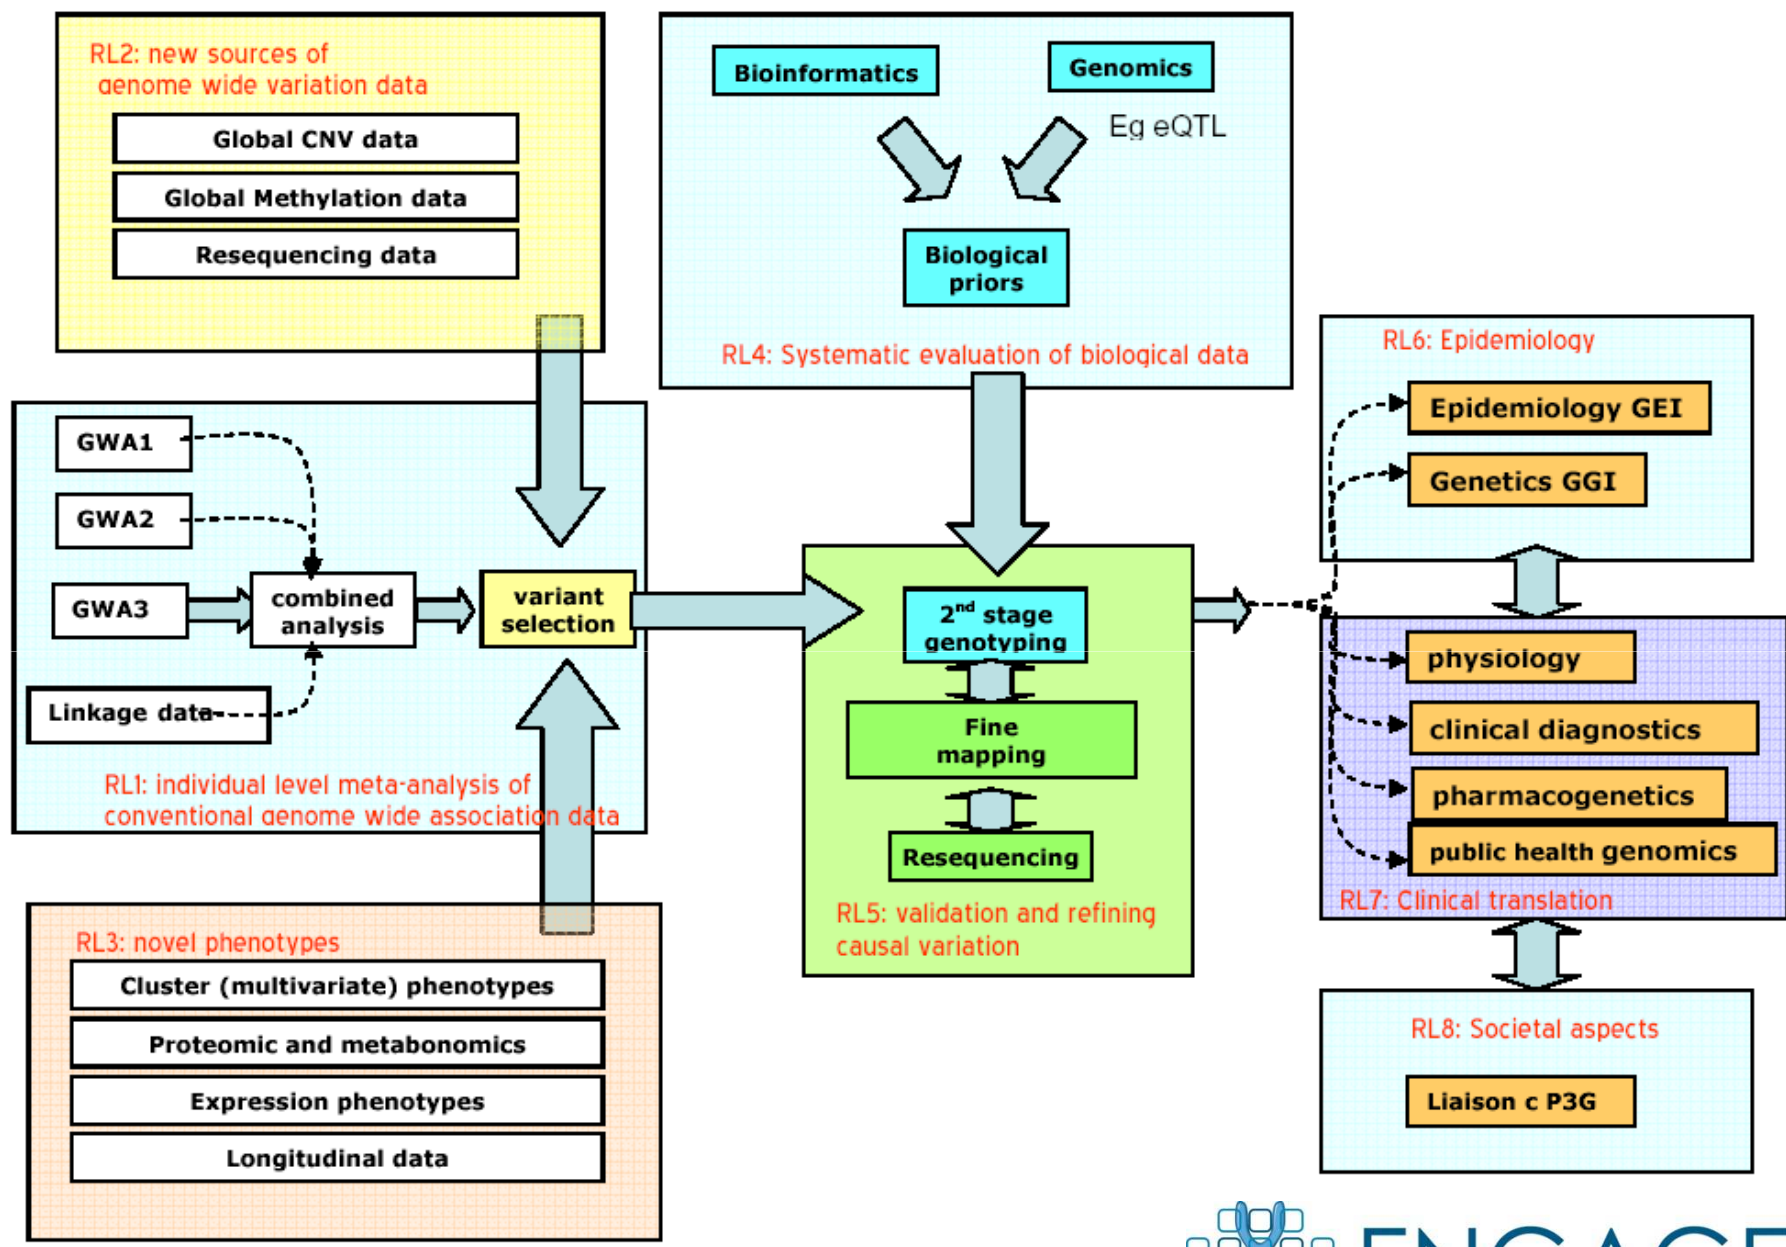 RL2: new sources of
genome wide variation data
Global CNV data
Global Methylation data
Resequencing data
Bioinformatics
Genomics
Eg eQTL
Biological
priors
RL4: Systematic evaluation of biological data
GWA1
GWA2
GWA3
combined
analysis
variant
selection
Linkage data
RL1: individual level meta-analysis of
conventional genome wide association data
RL3: novel phenotypes
Cluster (multivariate) phenotypes
Proteomic and metabonomics
Expression phenotypes
Longitudinal data
2nd stage
genotyping
Fine
mapping
Resequencing
RL5: validation and refining
causal variation
RL6: Epidemiology
Epidemiology GEI
Genetics GGI
physiology
clinical diagnostics
pharmacogenetics
public health genomics
RL7: Clinical translation
RL8: Societal aspects
Liaison c P3G
ENGAGE